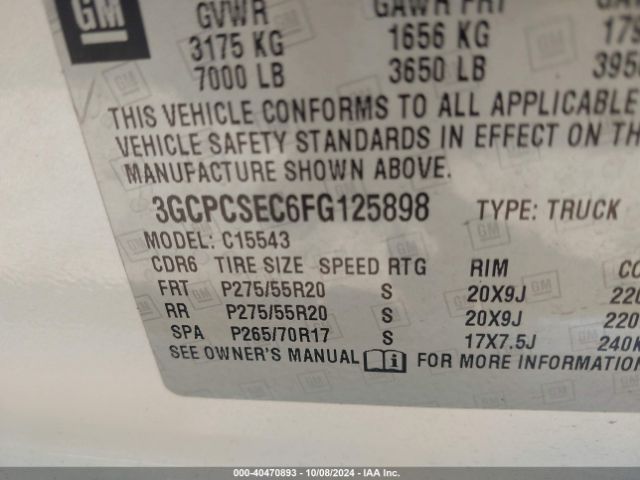 GM
GVWR GAWR FRT
3175 KG 1656 KG
7000 LB 3650 LB
THIS VEHICLE CONFORMS TO ALL APPLICABLE
VEHICLE SAFETY STANDARDS IN EFFECT ON
MANUFACTURE SHOWN ABOVE.
3GCPCSEC6FG125898 TYPE: TRUCK
MODEL: C15543
CDR6 TIRE SIZE SPEED RTG RIM
FRT P275/55R20 S 20X9J 220
RR P275/55R20 S 20X9J 220
SPA P265/70R17 S 17X7.5J 240K
SEE OWNER'S MANUAL i FOR MORE INFORMATION
000-40470893 - 10/08/2024 - IAA Inc.